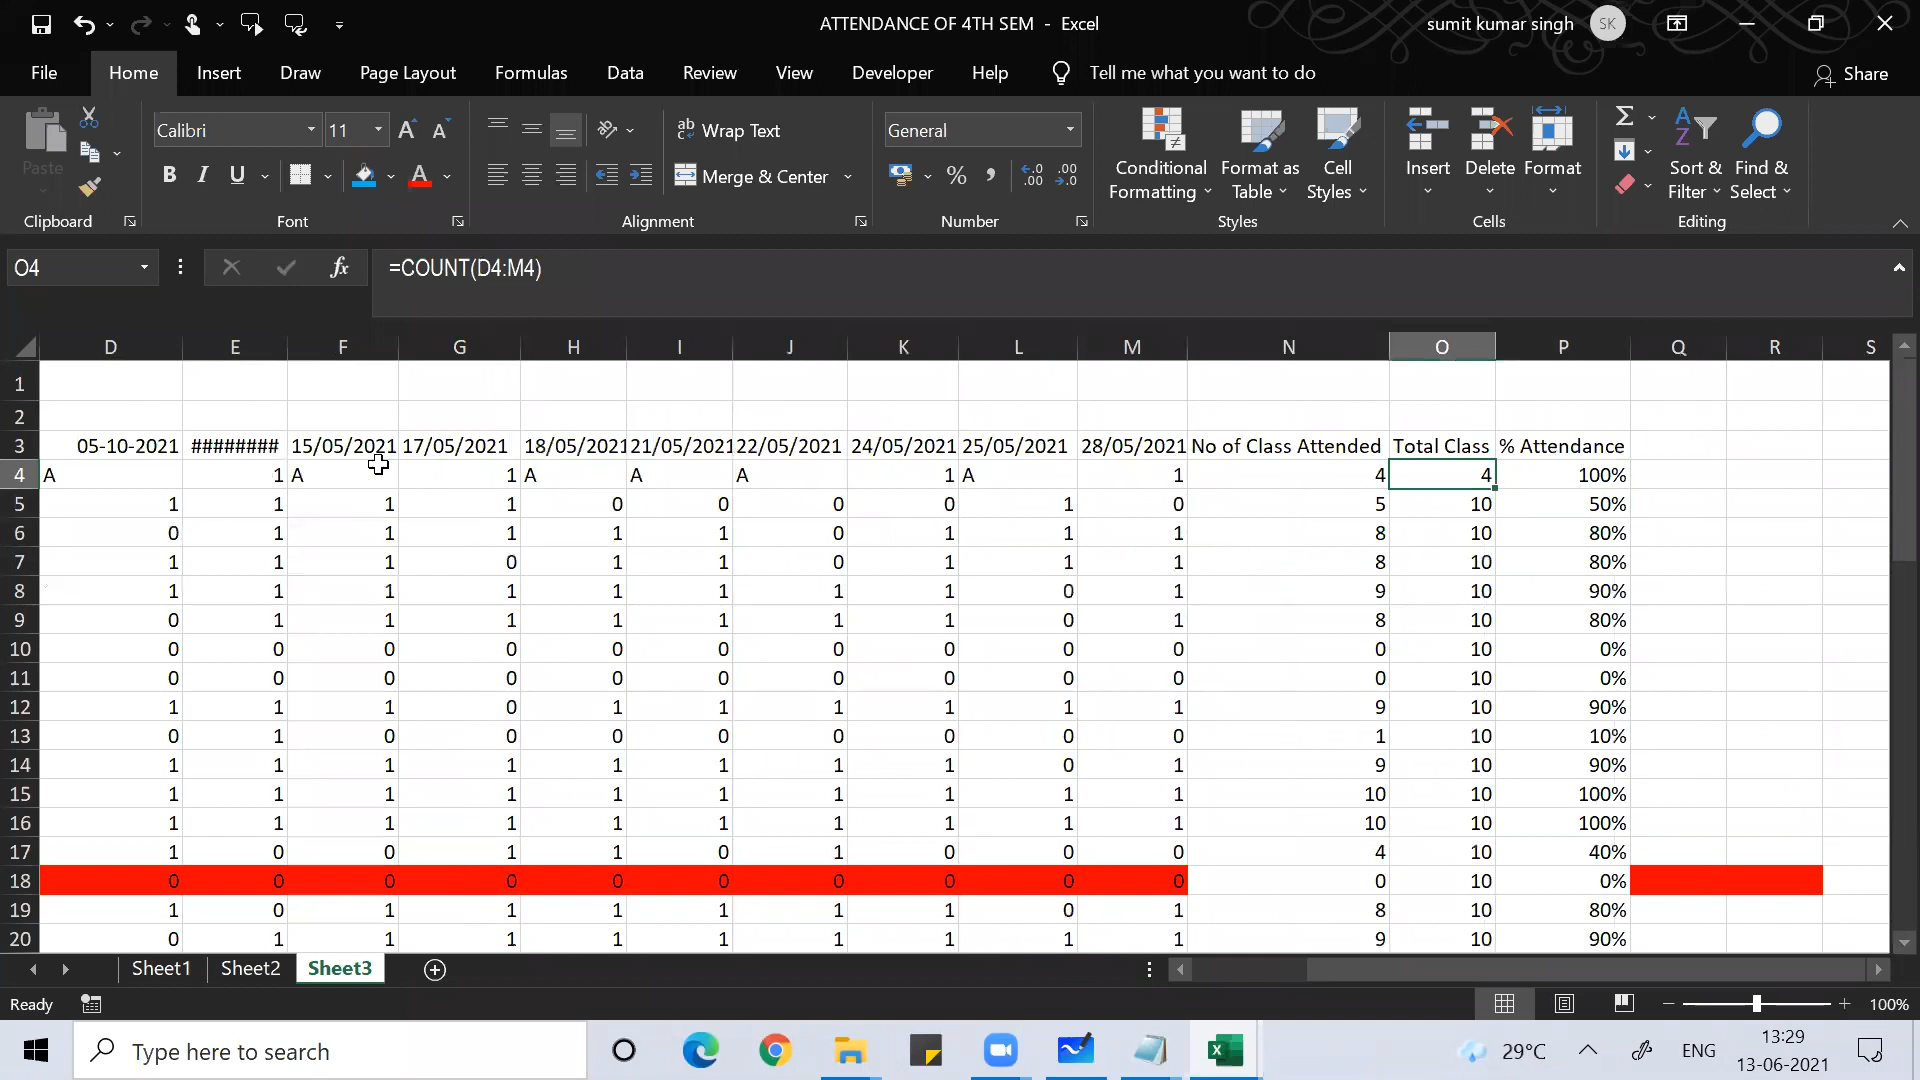 ATTENDANCE OF 4TH SEM - Excel
sumit kumar singh
SK
File Home Insert Draw Page Layout Formulas Data Review View Developer Help Tell me what you want to do Share
Paste
Clipboard
Calibri 11
B I U
Font
Wrap Text
Merge & Center
Alignment
General
Number
Conditional Formatting
Format as Table
Cell Styles
Styles
Insert Delete Format
Cells
Sort & Filter
Find & Select
Editing
O4
fx
=COUNT(D4:M4)
D E F G H I J K L M N O P Q R S
1
2
3 05-10-2021 ######## 15/05/2021 17/05/2021 18/05/2021 21/05/2021 22/05/2021 24/05/2021 25/05/2021 28/05/2021 No of Class Attended Total Class % Attendance
4 A 1 A 1 A A A 1 A 1 4 4 100%
5 1 1 1 1 0 0 0 0 1 0 5 10 50%
6 0 1 1 1 1 1 0 1 1 1 8 10 80%
7 1 1 1 0 1 1 0 1 1 1 8 10 80%
8 1 1 1 1 1 1 1 1 0 1 9 10 90%
9 0 1 1 1 1 1 1 1 0 1 8 10 80%
10 0 0 0 0 0 0 0 0 0 0 0 10 0%
11 0 0 0 0 0 0 0 0 0 0 0 10 0%
12 1 1 1 0 1 1 1 1 1 1 9 10 90%
13 0 1 0 0 0 0 0 0 0 0 1 10 10%
14 1 1 1 1 1 1 1 1 0 1 9 10 90%
15 1 1 1 1 1 1 1 1 1 1 10 10 100%
16 1 1 1 1 1 1 1 1 1 1 10 10 100%
17 1 0 0 1 1 0 1 0 0 0 4 10 40%
18 0 0 0 0 0 0 0 0 0 0 0 10 0%
19 1 0 1 1 1 1 1 1 0 1 8 10 80%
20 0 1 1 1 1 1 1 1 1 1 9 10 90%
Sheet1 Sheet2 Sheet3
Ready
100%
Type here to search
29°C
ENG
13:29
13-06-2021